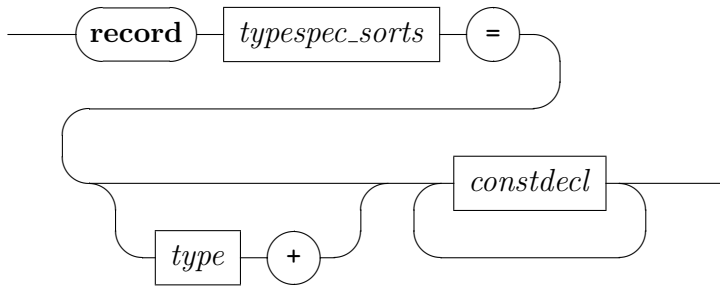 record typespec_sorts =
constdecl
type +